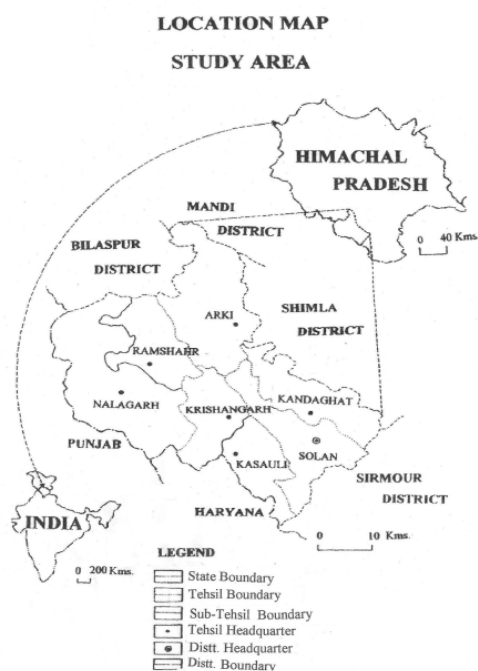 LOCATION MAP
STUDY AREA
HIMACHAL
PRADESH
0 40 Kms.
MANDI
DISTRICT
BILASPUR
DISTRICT
SHIMLA
DISTRICT
ARKI
RAMSHAHR
NALAGARH
KRISHANGARH
KANDAGHAT
PUNJAB
KASAULI
SOLAN
SIRMOUR
DISTRICT
HARYANA
INDIA
0 10 Kms.
0 200 Kms.
LEGEND
State Boundary
Tehsil Boundary
Sub-Tehsil Boundary
Tehsil Headquarter
Distt. Headquarter
Distt. Boundary